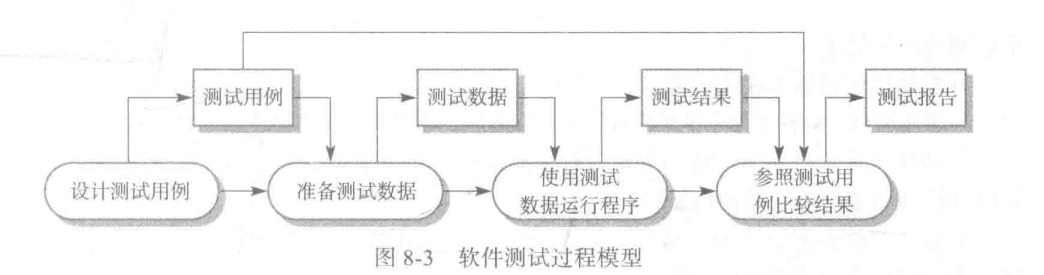 测试用例
测试数据
测试结果
测试报告
设计测试用例
准备测试数据
使用测试
数据运行程序
参照测试用
例比较结果
图 8-3 软件测试过程模型